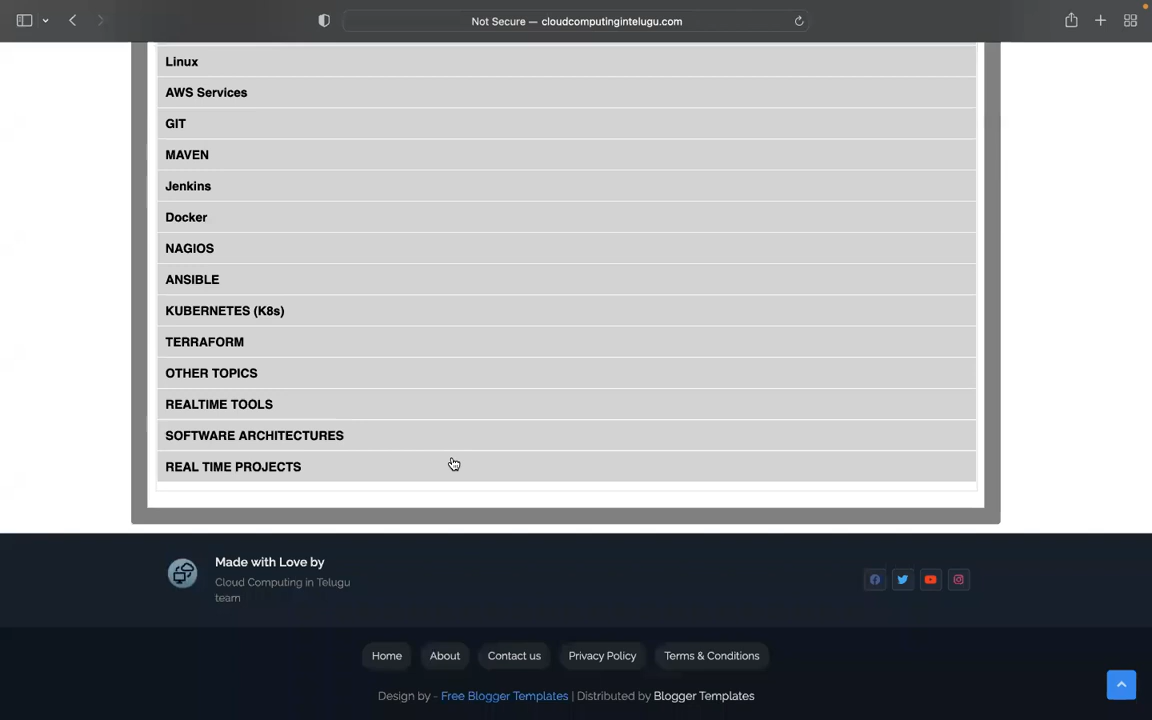 Not Secure — cloudcomputingintelugu.com
Linux
AWS Services
GIT
MAVEN
Jenkins
Docker
NAGIOS
ANSIBLE
KUBERNETES (K8s)
TERRAFORM
OTHER TOPICS
REALTIME TOOLS
SOFTWARE ARCHITECTURES
REAL TIME PROJECTS
Made with Love by
Cloud Computing in Telugu
team
Home About Contact us Privacy Policy Terms & Conditions
Design by - Free Blogger Templates | Distributed by Blogger Templates